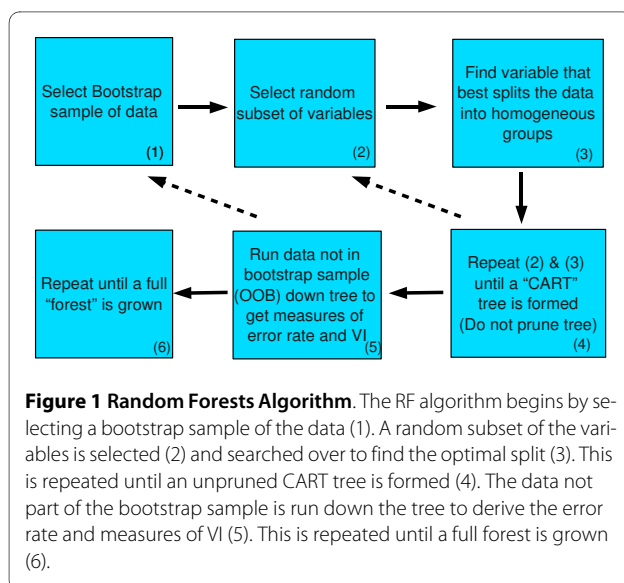 Select Bootstrap
sample of data
(1)
Select random
subset of variables
(2)
Find variable that
best splits the data
into homogeneous
groups
(3)
Repeat until a full
“forest” is grown
(6)
Run data not in
bootstrap sample
(OOB) down tree to
get measures of
error rate and VI
(5)
Repeat (2) & (3)
until a “CART”
tree is formed
(Do not prune tree)
(4)
Figure 1 Random Forests Algorithm. The RF algorithm begins by se-
lecting a bootstrap sample of the data (1). A random subset of the vari-
ables is selected (2) and searched over to find the optimal split (3). This
is repeated until an unpruned CART tree is formed (4). The data not
part of the bootstrap sample is run down the tree to derive the error
rate and measures of VI (5). This is repeated until a full forest is grown
(6).